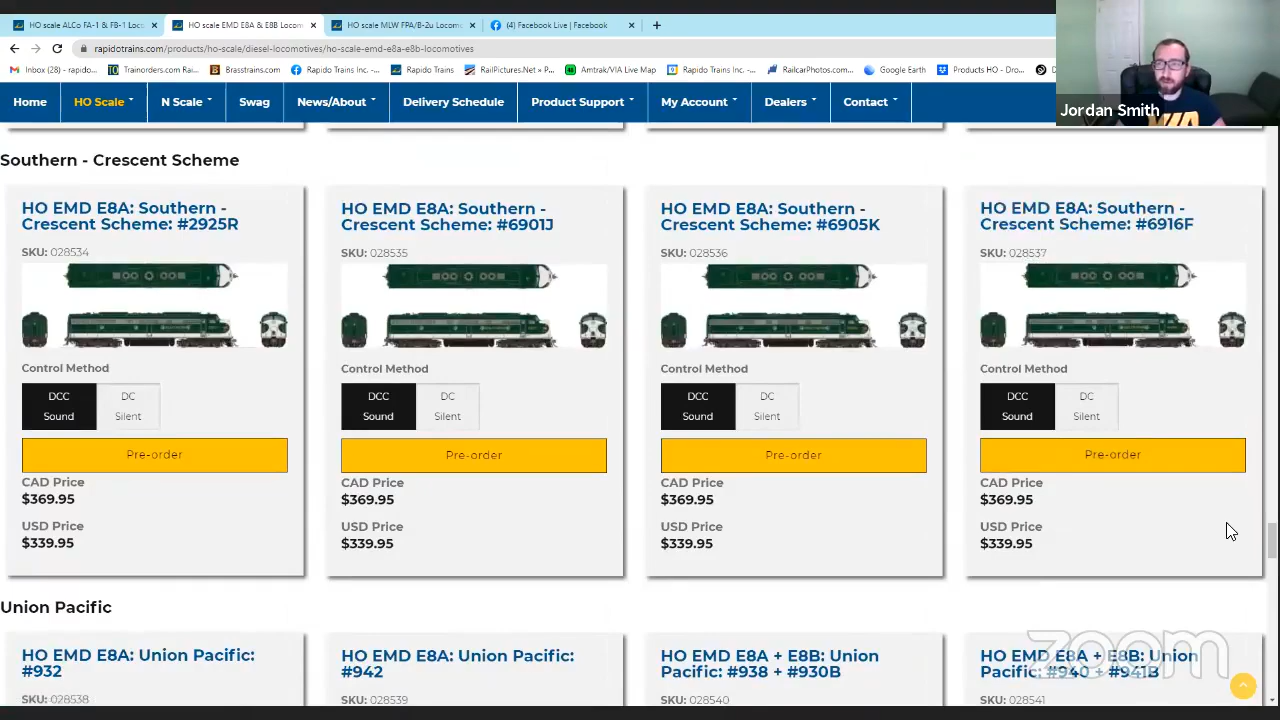 HO scale ALCo FA-1 & FB-1 Loco
HO scale EMD E8A & E8B Locom
HO scale MLW FPA/B-2u Locom
(4) Facebook Live | Facebook
rapidotrains.com/products/ho-scale/diesel-locomotives/ho-scale-emd-e8a-e8b-locomotives
Inbox (28) - rapido...
Trainorders.com Rai...
Brasstrains.com
Rapido Trains Inc. -...
Rapido Trains
RailPictures.Net » P...
Amtrak/VIA Live Map
Rapido Trains Inc. -...
RailcarPhotos.com...
Google Earth
Products HO - Dro...
Home
HO Scale
N Scale
Swag
News/About
Delivery Schedule
Product Support
My Account
Dealers
Contact
Jordan Smith
Southern - Crescent Scheme
HO EMD E8A: Southern -
Crescent Scheme: #2925R
SKU: 028534
Control Method
DCC
Sound
DC
Silent
Pre-order
CAD Price
$369.95
USD Price
$339.95
HO EMD E8A: Southern -
Crescent Scheme: #6901J
SKU: 028535
Control Method
DCC
Sound
DC
Silent
Pre-order
CAD Price
$369.95
USD Price
$339.95
HO EMD E8A: Southern -
Crescent Scheme: #6905K
SKU: 028536
Control Method
DCC
Sound
DC
Silent
Pre-order
CAD Price
$369.95
USD Price
$339.95
HO EMD E8A: Southern -
Crescent Scheme: #6916F
SKU: 028537
Control Method
DCC
Sound
DC
Silent
Pre-order
CAD Price
$369.95
USD Price
$339.95
Union Pacific
HO EMD E8A: Union Pacific:
#932
SKU: 028538
HO EMD E8A: Union Pacific:
#942
SKU: 028539
HO EMD E8A + E8B: Union
Pacific: #938 + #930B
SKU: 028540
HO EMD E8A + E8B: Union
Pacific: #940 + #941B
SKU: 028541
zoom